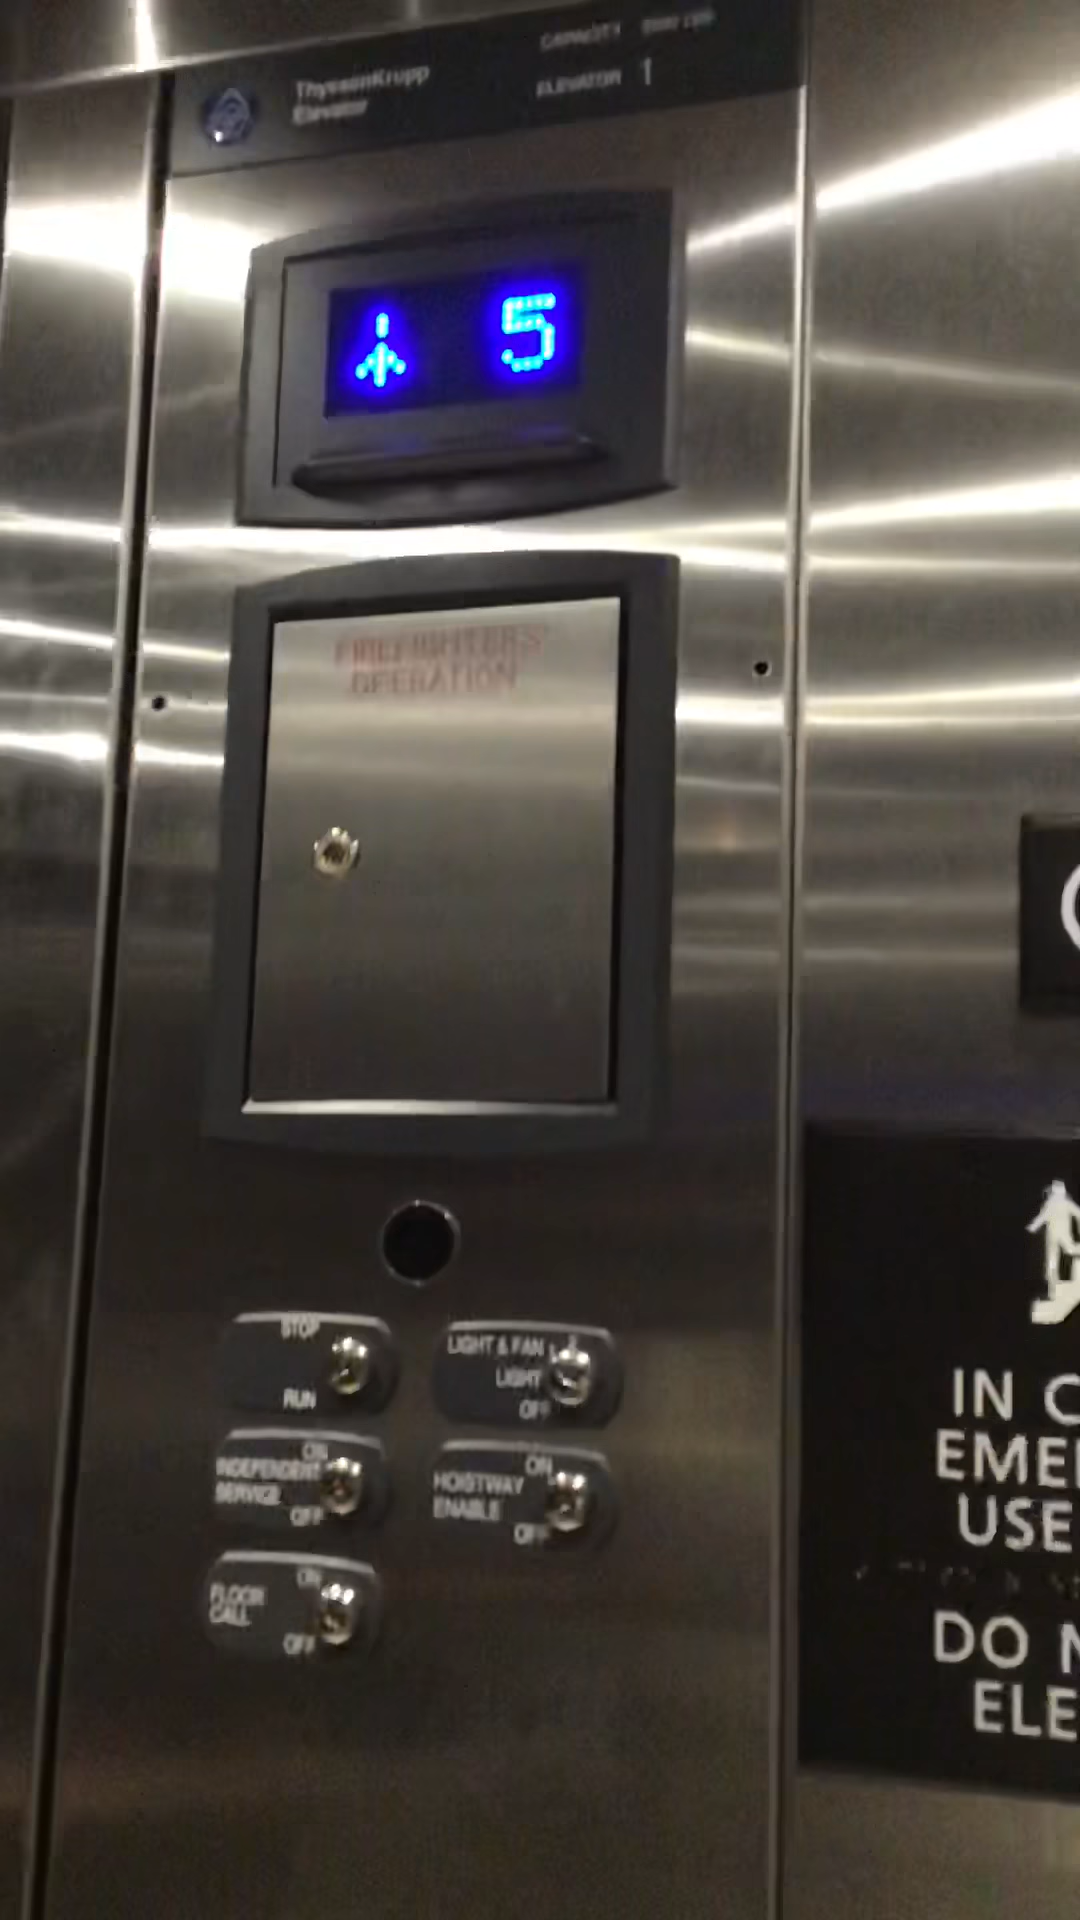 CAPACITY
ThyssenKrupp
Elevator
ELEVATOR 1
5
FIREFIGHTERS'
OPERATION
STOP
RUN
LIGHT & FAN
LIGHT
OFF
ON
INDEPENDENT
SERVICE
OFF
ON
HOISTWAY
ENABLE
OFF
ON
FLOOR
CALL
OFF
IN C
EME
USE
DO
ELE